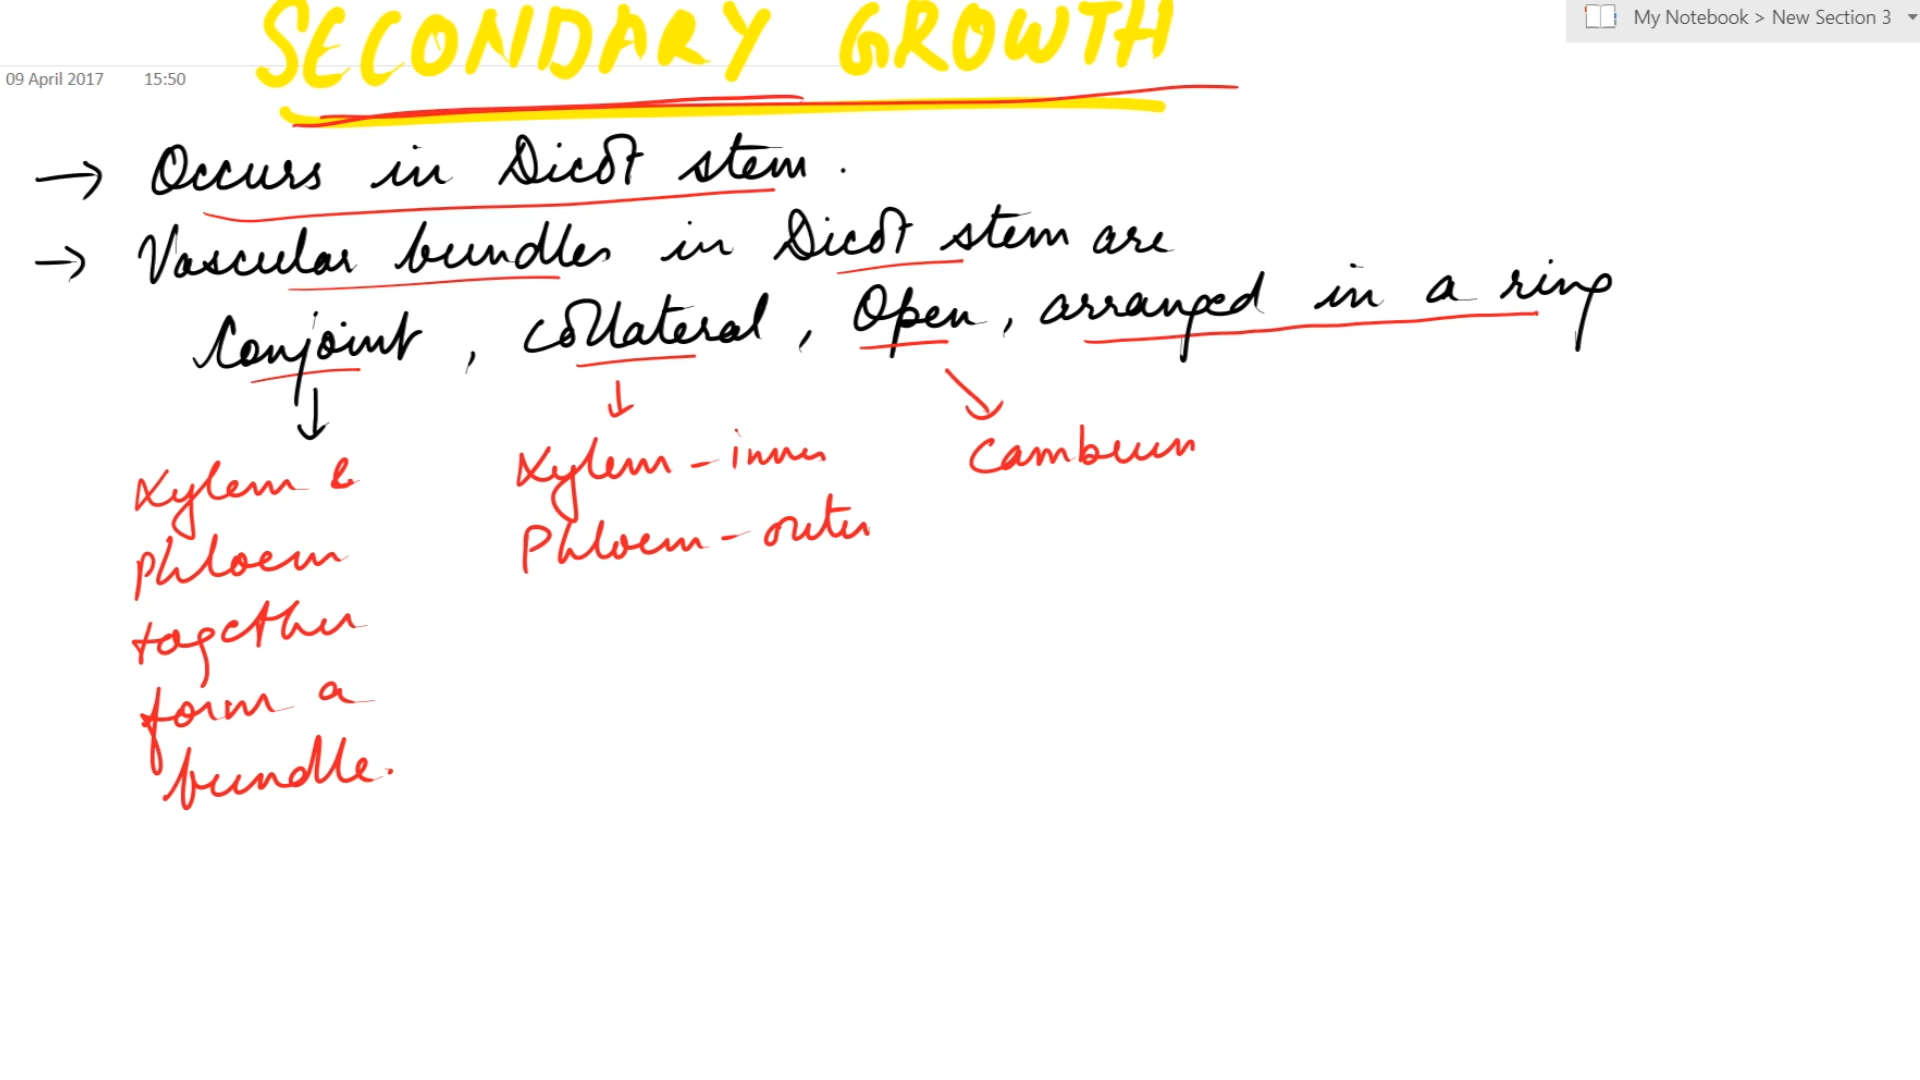 SECONDARY GROWTH
My Notebook > New Section 3
09 April 2017 15:50
→ Occurs in Dicot stem.
→ Vascular bundles in Dicot stem are
Conjoint, Collateral, Open, arranged in a ring
Xylem &
Phloem
together
form a
bundle.
Xylem - inner
Phloem - outer
Cambium